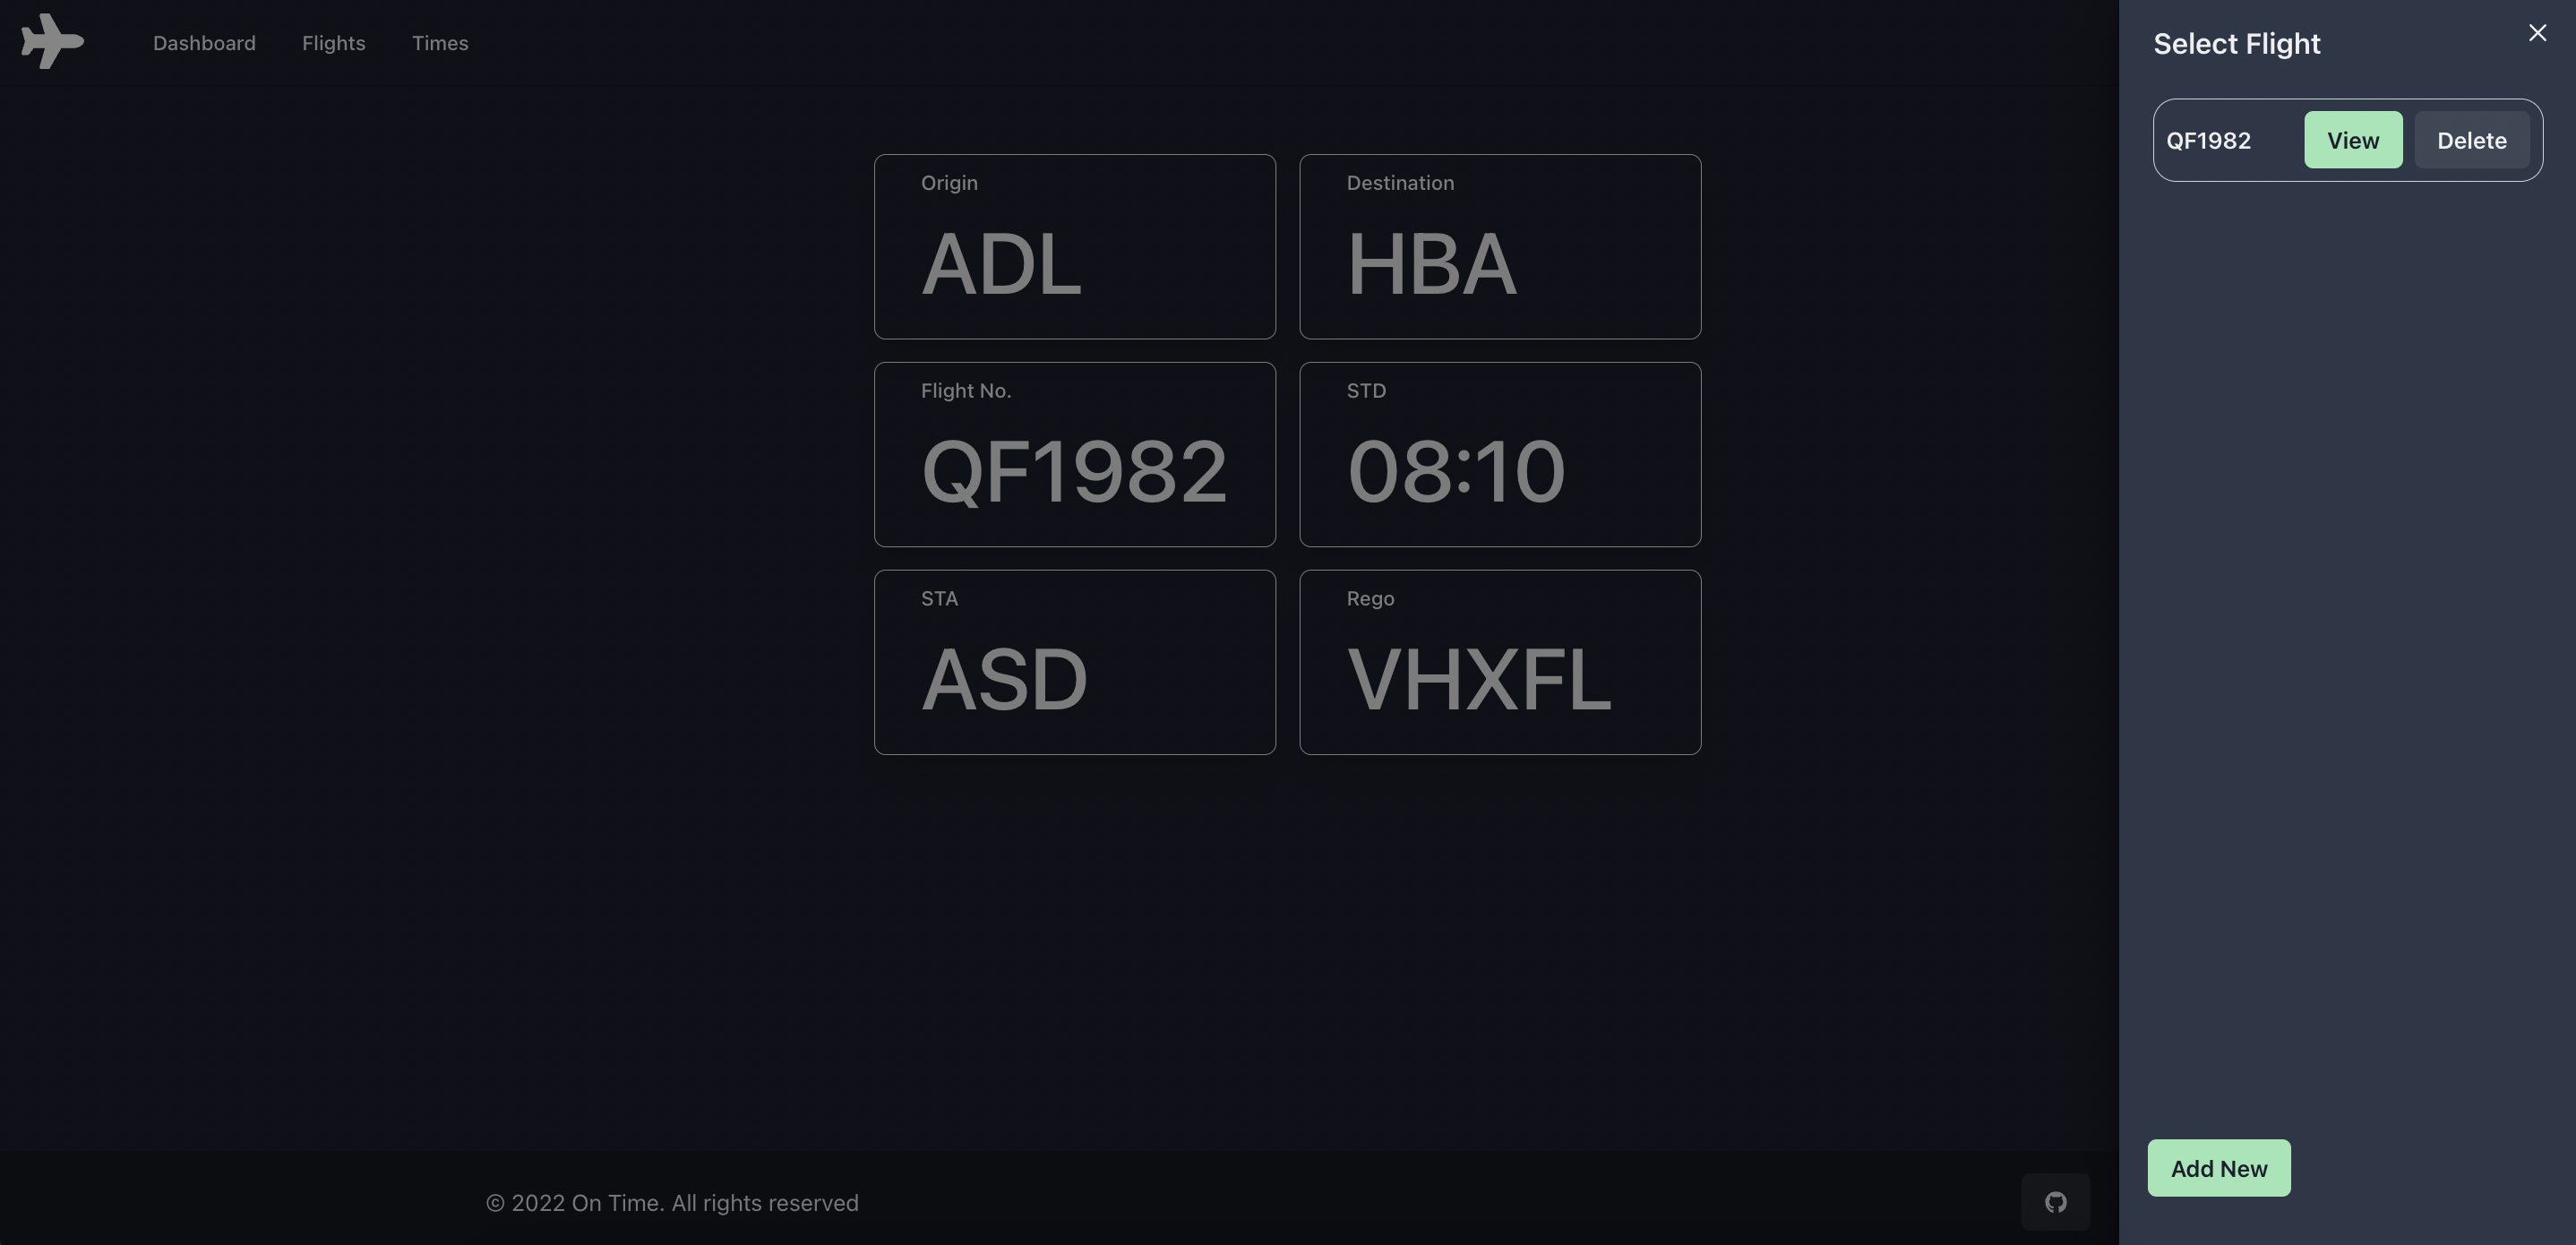 Dashboard Flights Times
Select Flight
QF1982 View Delete
Origin
ADL
Destination
HBA
Flight No.
QF1982
STD
08:10
STA
ASD
Rego
VHXFL
Add New
© 2022 On Time. All rights reserved